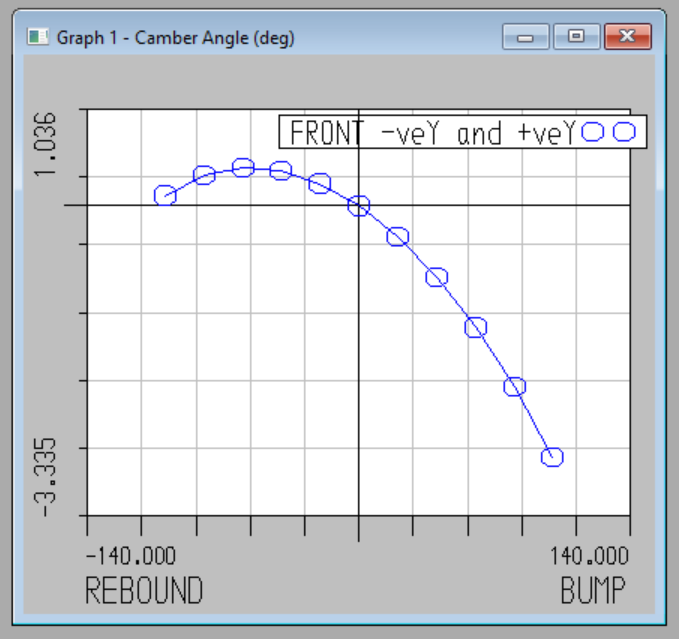 Graph 1 - Camber Angle (deg)
1.036
FRONT -veY and +veY
-3.335
-140.000
140.000
REBOUND
BUMP